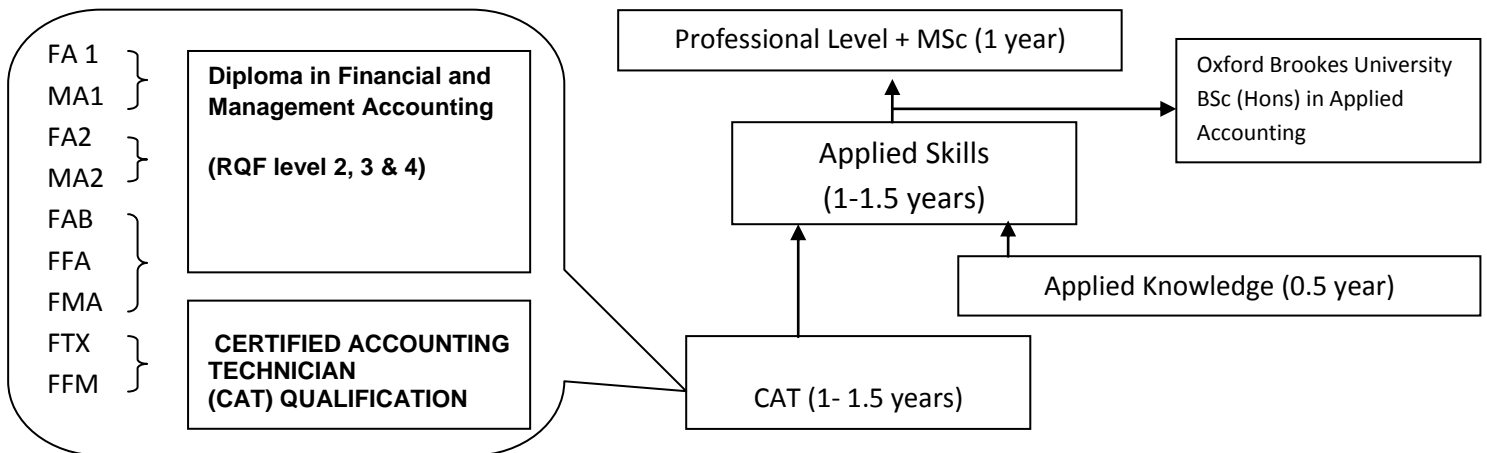 FA 1
MA1
FA2
MA2
FAB
FFA
FMA
FTX
FFM
Diploma in Financial and
Management Accounting
(RQF level 2, 3 & 4)
CERTIFIED ACCOUNTING
TECHNICIAN
(CAT) QUALIFICATION
Professional Level + MSc (1 year)
Oxford Brookes University
BSc (Hons) in Applied
Accounting
Applied Skills
(1-1.5 years)
Applied Knowledge (0.5 year)
CAT (1- 1.5 years)